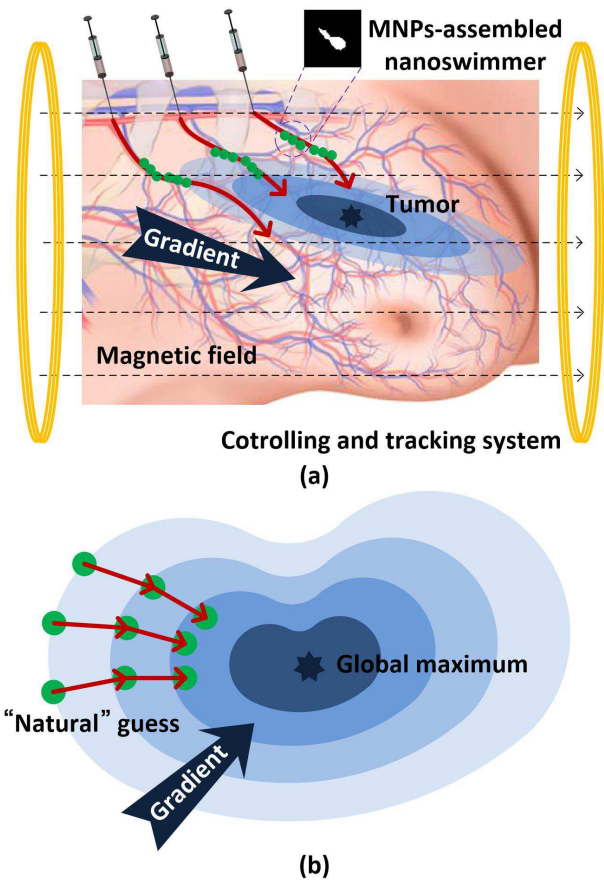 MNPs-assembled
nanoswimmer
Tumor
Gradient
Magnetic field
Cotrolling and tracking system
(a)
Global maximum
“Natural” guess
Gradient
(b)